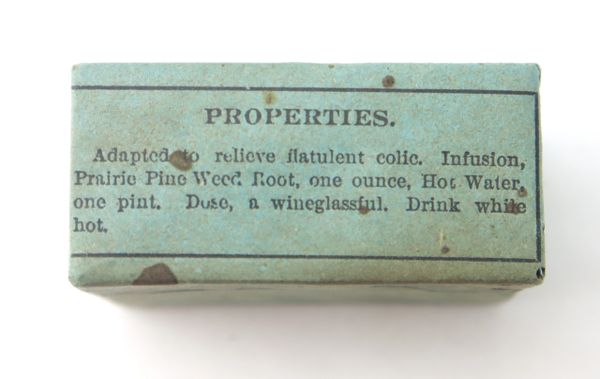 PROPERTIES.
Adapted to relieve flatulent colic. Infusion,
Prairie Pine Weed Root, one ounce, Hot Water,
one pint. Dose, a wineglassful. Drink while
hot.